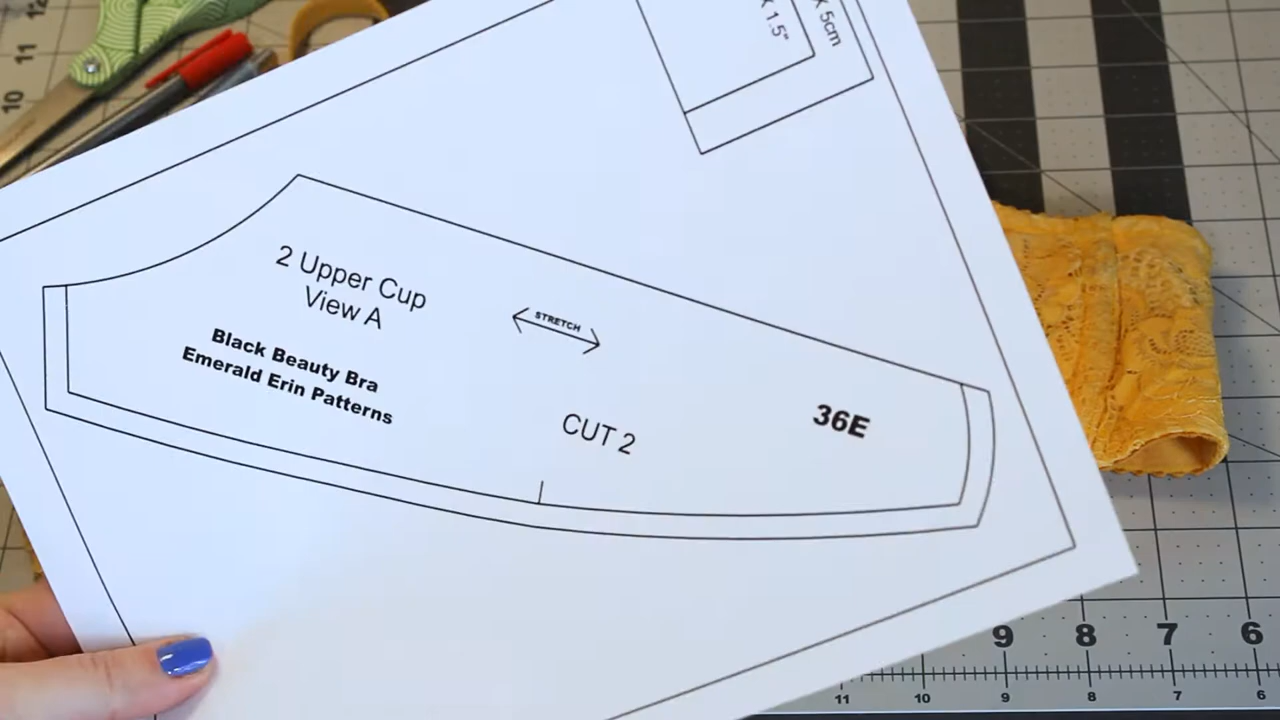 X 1.5"
X 5cm
2 Upper Cup
View A
STRETCH
Black Beauty Bra
Emerald Erin Patterns
CUT 2
36E
12
11
10
9 8 7 6
11 10 9 8 7 6